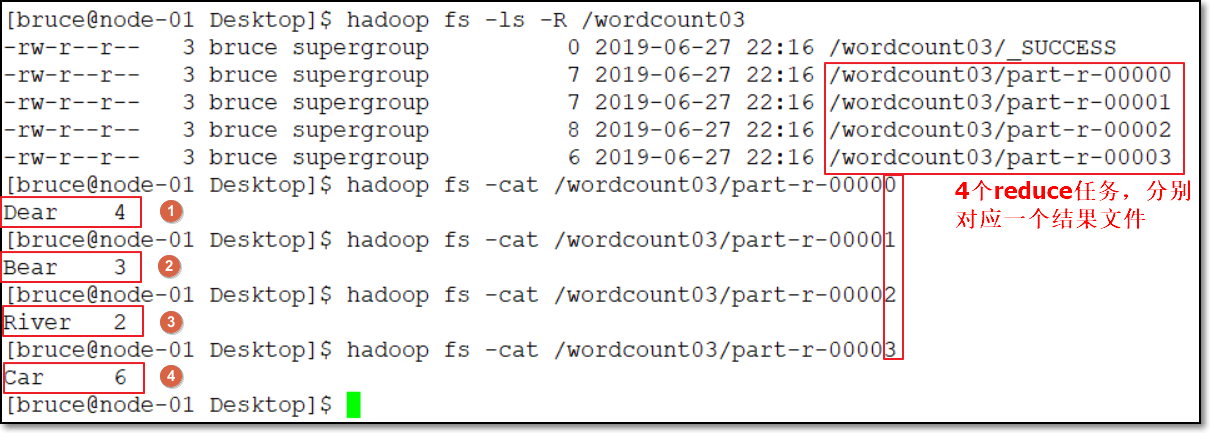 [bruce@node-01 Desktop]$ hadoop fs -ls -R /wordcount03
-rw-r--r--   3 bruce supergroup          0 2019-06-27 22:16 /wordcount03/_SUCCESS
-rw-r--r--   3 bruce supergroup          7 2019-06-27 22:16 /wordcount03/part-r-00000
-rw-r--r--   3 bruce supergroup          7 2019-06-27 22:16 /wordcount03/part-r-00001
-rw-r--r--   3 bruce supergroup          8 2019-06-27 22:16 /wordcount03/part-r-00002
-rw-r--r--   3 bruce supergroup          6 2019-06-27 22:16 /wordcount03/part-r-00003
[bruce@node-01 Desktop]$ hadoop fs -cat /wordcount03/part-r-00000
4个reduce任务，分别
对应一个结果文件
Dear    4 1
[bruce@node-01 Desktop]$ hadoop fs -cat /wordcount03/part-r-00001
Bear    3 2
[bruce@node-01 Desktop]$ hadoop fs -cat /wordcount03/part-r-00002
River   2 3
[bruce@node-01 Desktop]$ hadoop fs -cat /wordcount03/part-r-00003
Car     6 4
[bruce@node-01 Desktop]$